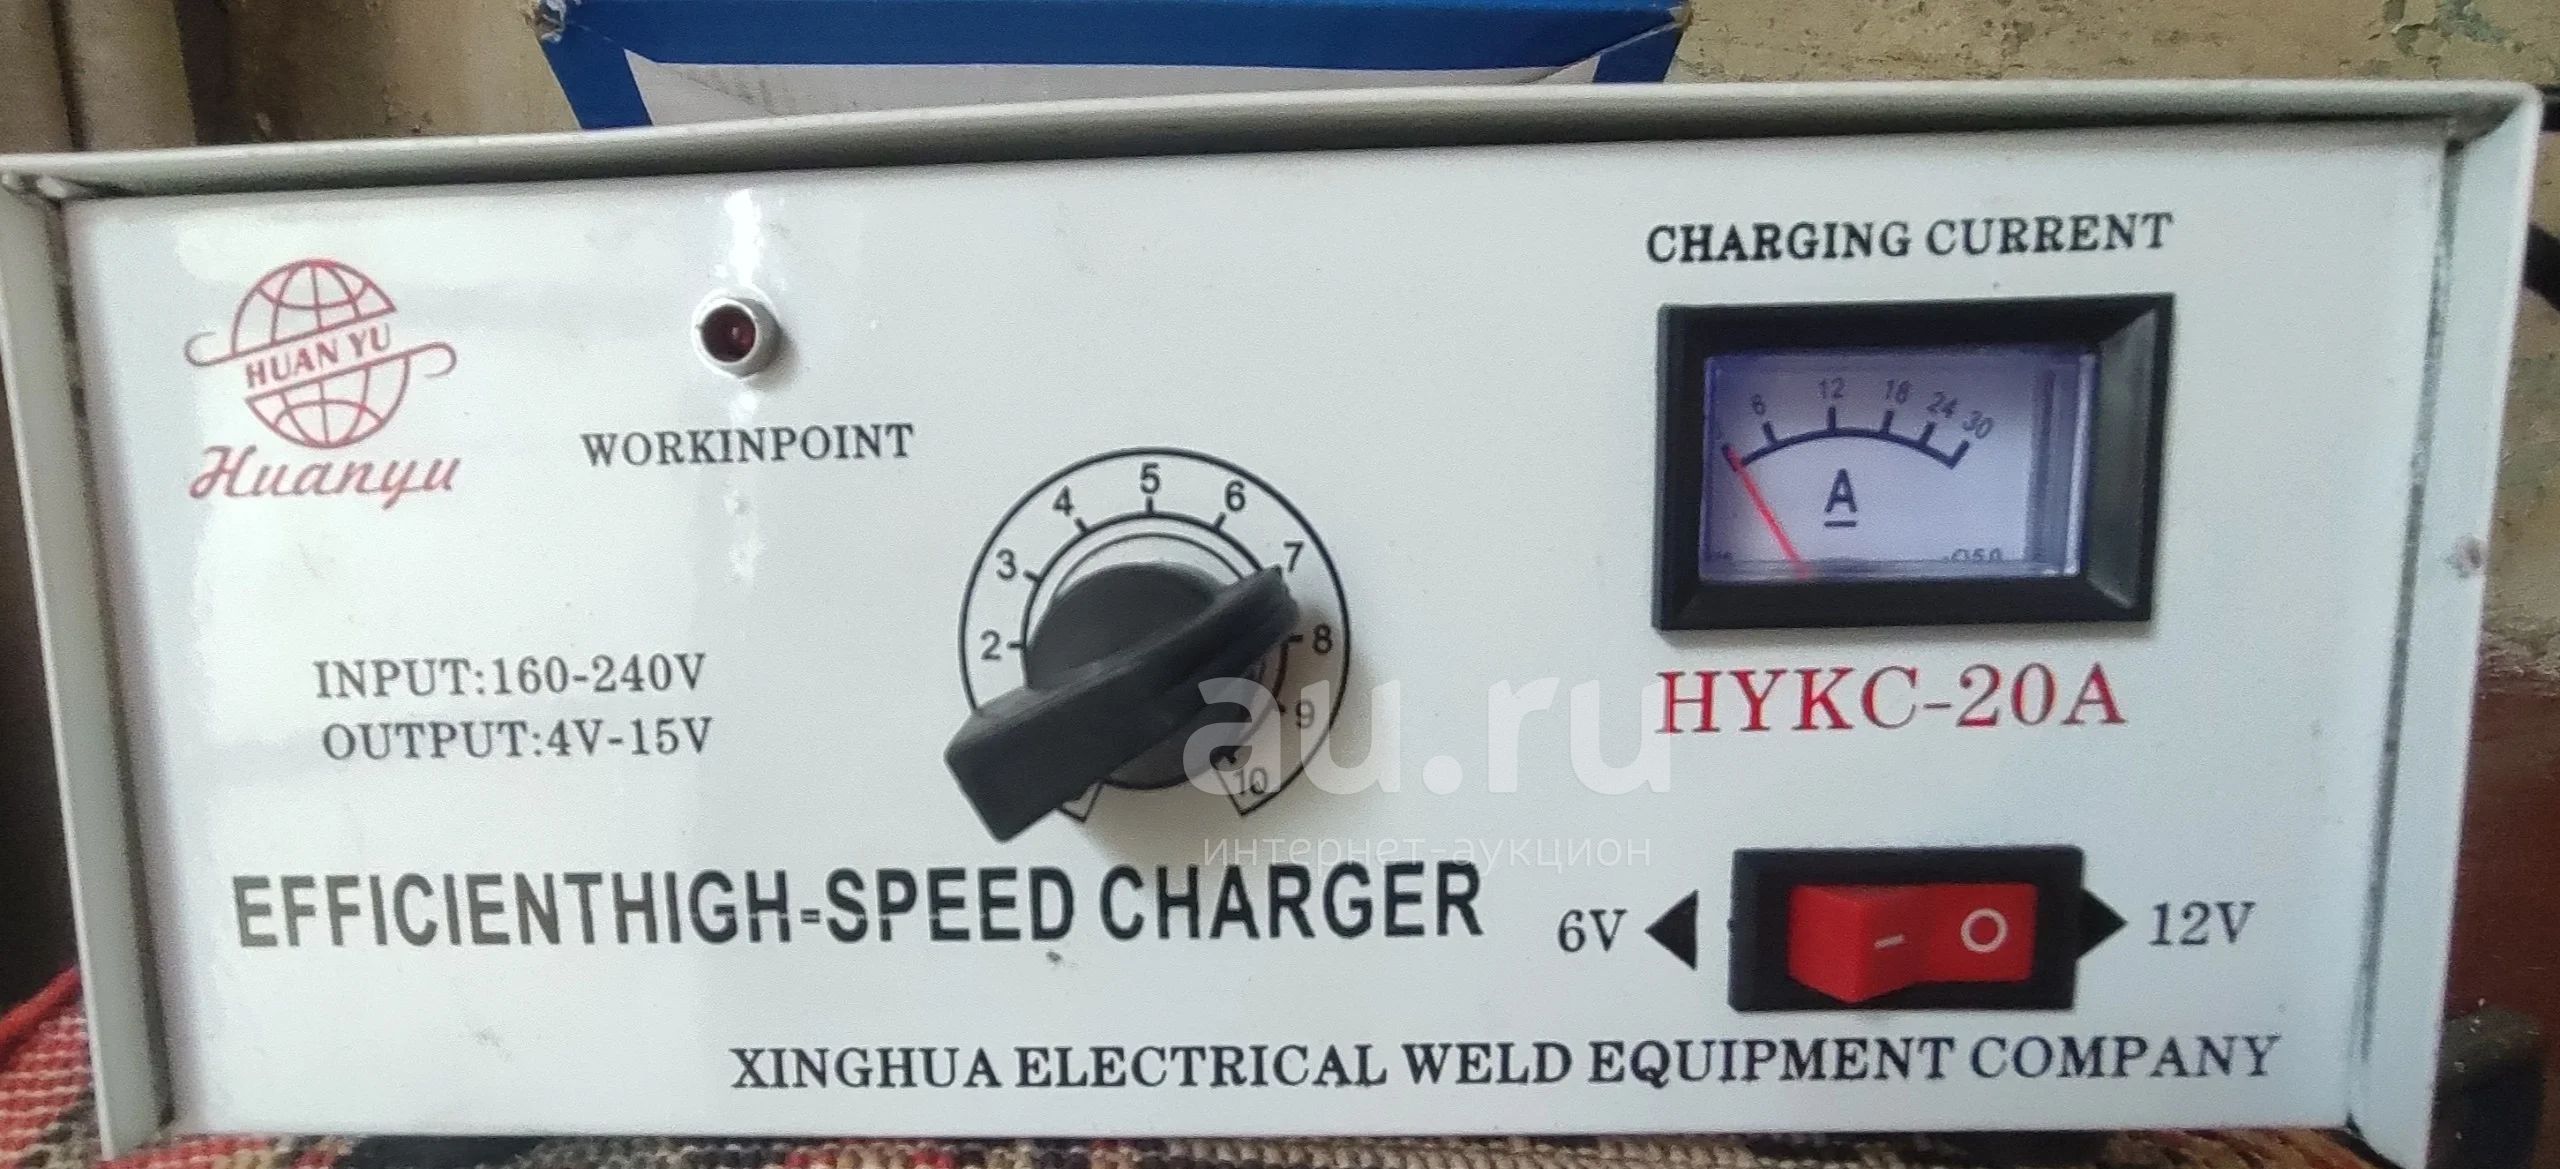 CHARGING CURRENT
HUAN YU
Huanyu
WORKINPOINT
6 12 18 24 30
A
2 3 4 5 6 7 8 9 10
INPUT:160-240V
OUTPUT:4V-15V
HYKC-20A
au.ru
интернет-аукцион
EFFICIENTHIGH-SPEED CHARGER
6V
12V
XINGHUA ELECTRICAL WELD EQUIPMENT COMPANY